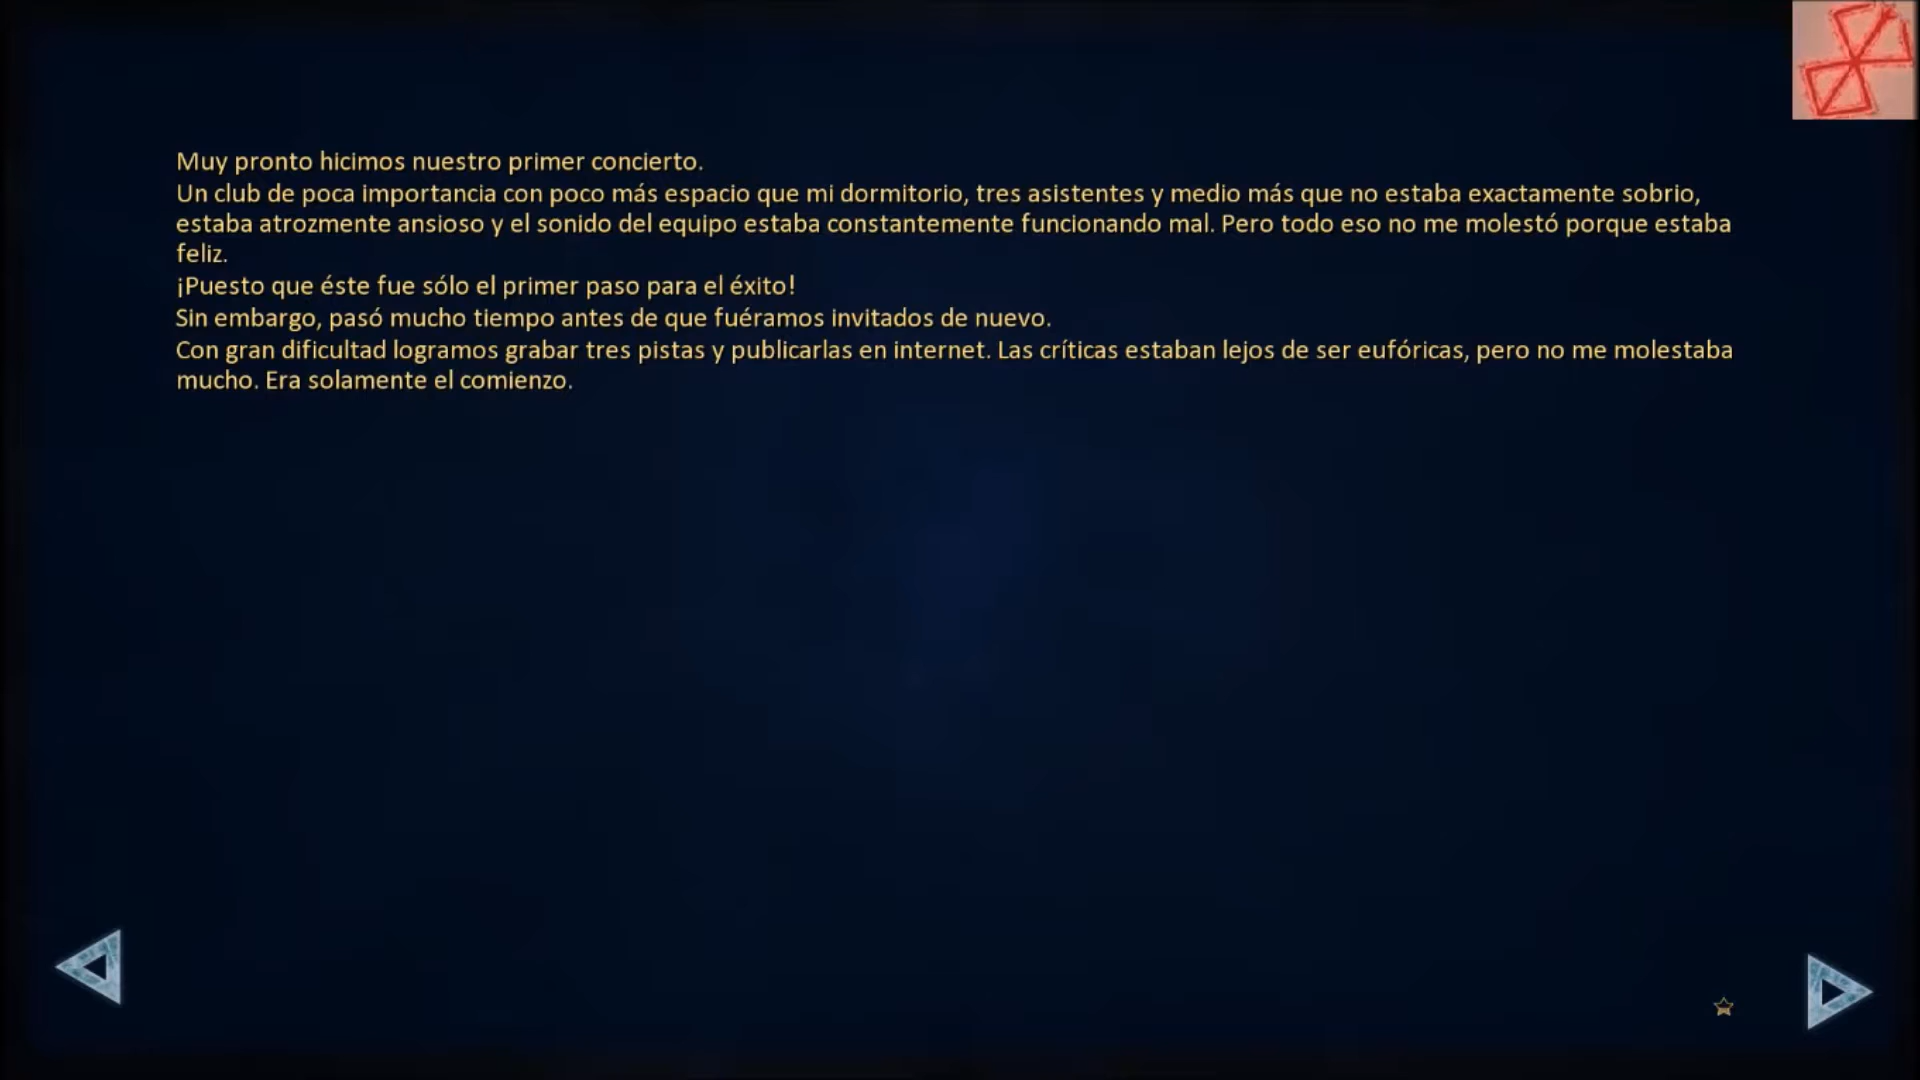 Muy pronto hicimos nuestro primer concierto.
Un club de poca importancia con poco más espacio que mi dormitorio, tres asistentes y medio más que no estaba exactamente sobrio,
estaba atrozmente ansioso y el sonido del equipo estaba constantemente funcionando mal. Pero todo eso no me molestó porque estaba
feliz.
¡Puesto que éste fue sólo el primer paso para el éxito!
Sin embargo, pasó mucho tiempo antes de que fuéramos invitados de nuevo.
Con gran dificultad logramos grabar tres pistas y publicarlas en internet. Las críticas estaban lejos de ser eufóricas, pero no me molestaba
mucho. Era solamente el comienzo.